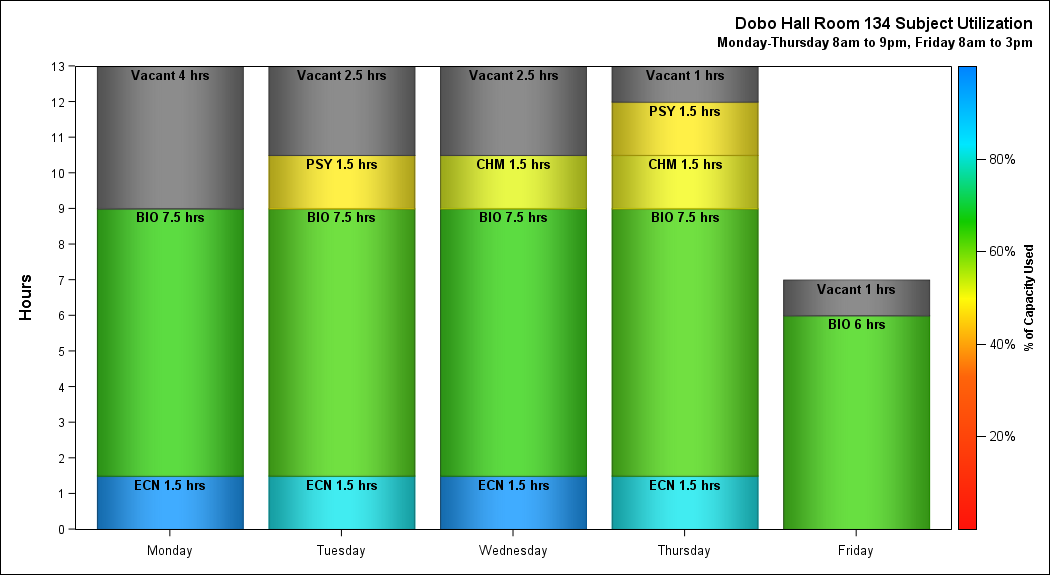 Dobo Hall Room 134 Subject Utilization
Monday-Thursday 8am to 9pm, Friday 8am to 3pm
Hours
13
12
11
10
9
8
7
6
5
4
3
2
1
0
Vacant 4 hrs
BIO 7.5 hrs
ECN 1.5 hrs
Vacant 2.5 hrs
PSY 1.5 hrs
BIO 7.5 hrs
ECN 1.5 hrs
Vacant 2.5 hrs
CHM 1.5 hrs
BIO 7.5 hrs
ECN 1.5 hrs
Vacant 1 hrs
PSY 1.5 hrs
CHM 1.5 hrs
BIO 7.5 hrs
ECN 1.5 hrs
Vacant 1 hrs
BIO 6 hrs
Monday
Tuesday
Wednesday
Thursday
Friday
80%
60%
40%
20%
% of Capacity Used